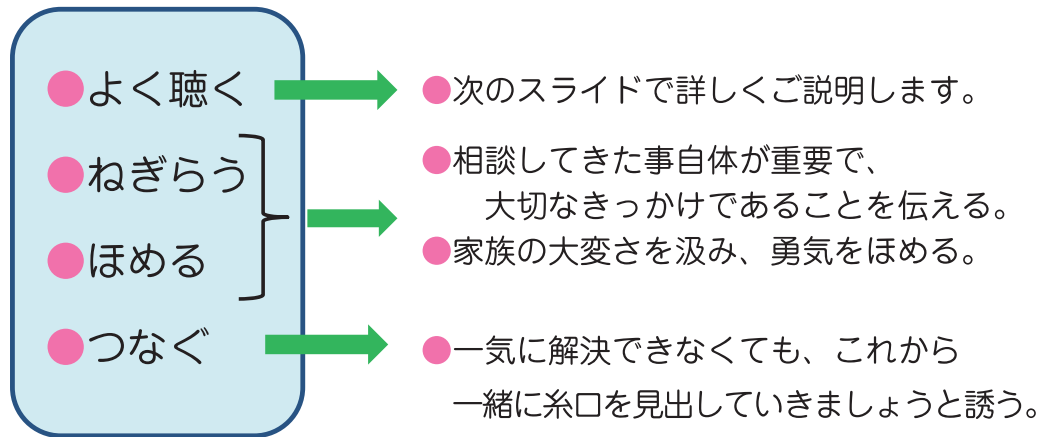 ●よく聴く
●ねぎらう
●ほめる
●つなぐ
●次のスライドで詳しくご説明します。
●相談してきた事自体が重要で、
大切なきっかけであることを伝える。
●家族の大変さを汲み、勇気をほめる。
●一気に解決できなくても、これから
一緒に糸口を見出していきましょうと誘う。